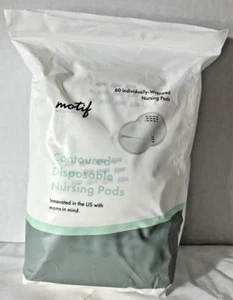 60 Individually-Wrapped
Nursing Pads
motif
Contoured
Disposable
Nursing Pads
Innovated in the US with
moms in mind.